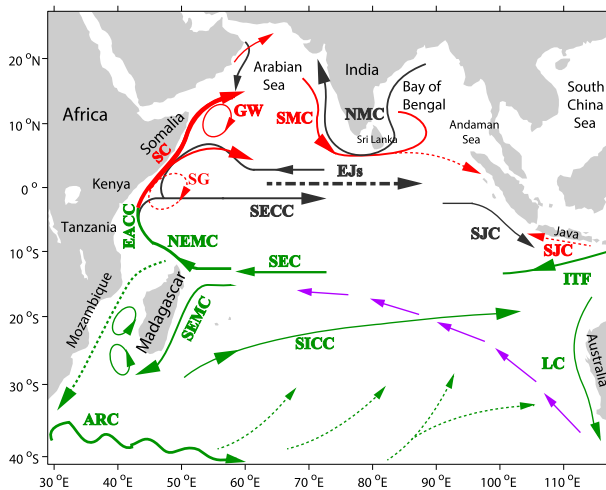 20 °N
10 °N
0 °
10 °S
20 °S
30 °S
40 °S
30 °E
40 °E
50 °E
60 °E
70 °E
80 °E
90 °E
100 °E
110 °E
Africa
Arabian
Sea
India
Bay of
Bengal
South
China
Sea
Andaman
Sea
Sri Lanka
Somalia
Kenya
Tanzania
Mozambique
Madagascar
Java
Australia
SC
GW
SMC
NMC
SG
EJs
SECC
EACC
NEMC
SEC
SJC
SJC
ITF
SEMC
SICC
LC
ARC